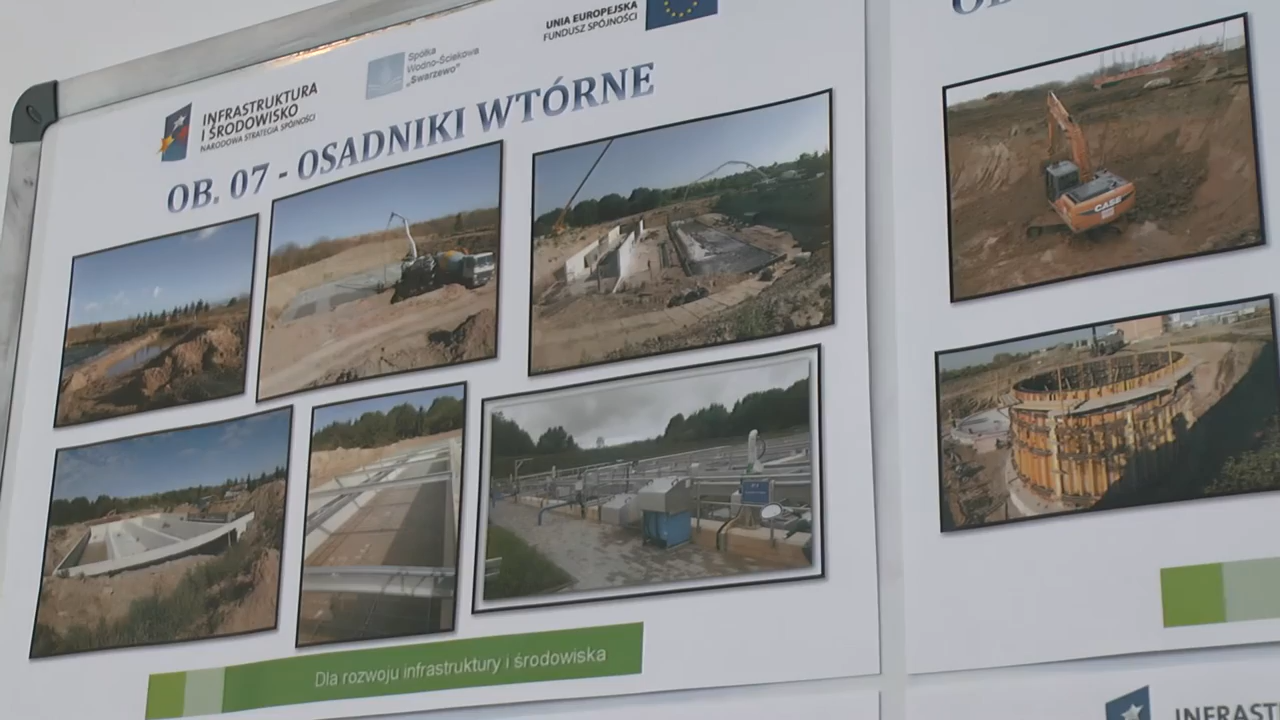 UNIA EUROPEJSKA
FUNDUSZ SPÓJNOŚCI
Spółka
Wodno-Ściekowa
„Swarzewo”
INFRASTRUKTURA
I ŚRODOWISKO
NARODOWA STRATEGIA SPÓJNOŚCI
OB. 07 - OSADNIKI WTÓRNE
Dla rozwoju infrastruktury i środowiska
CASE